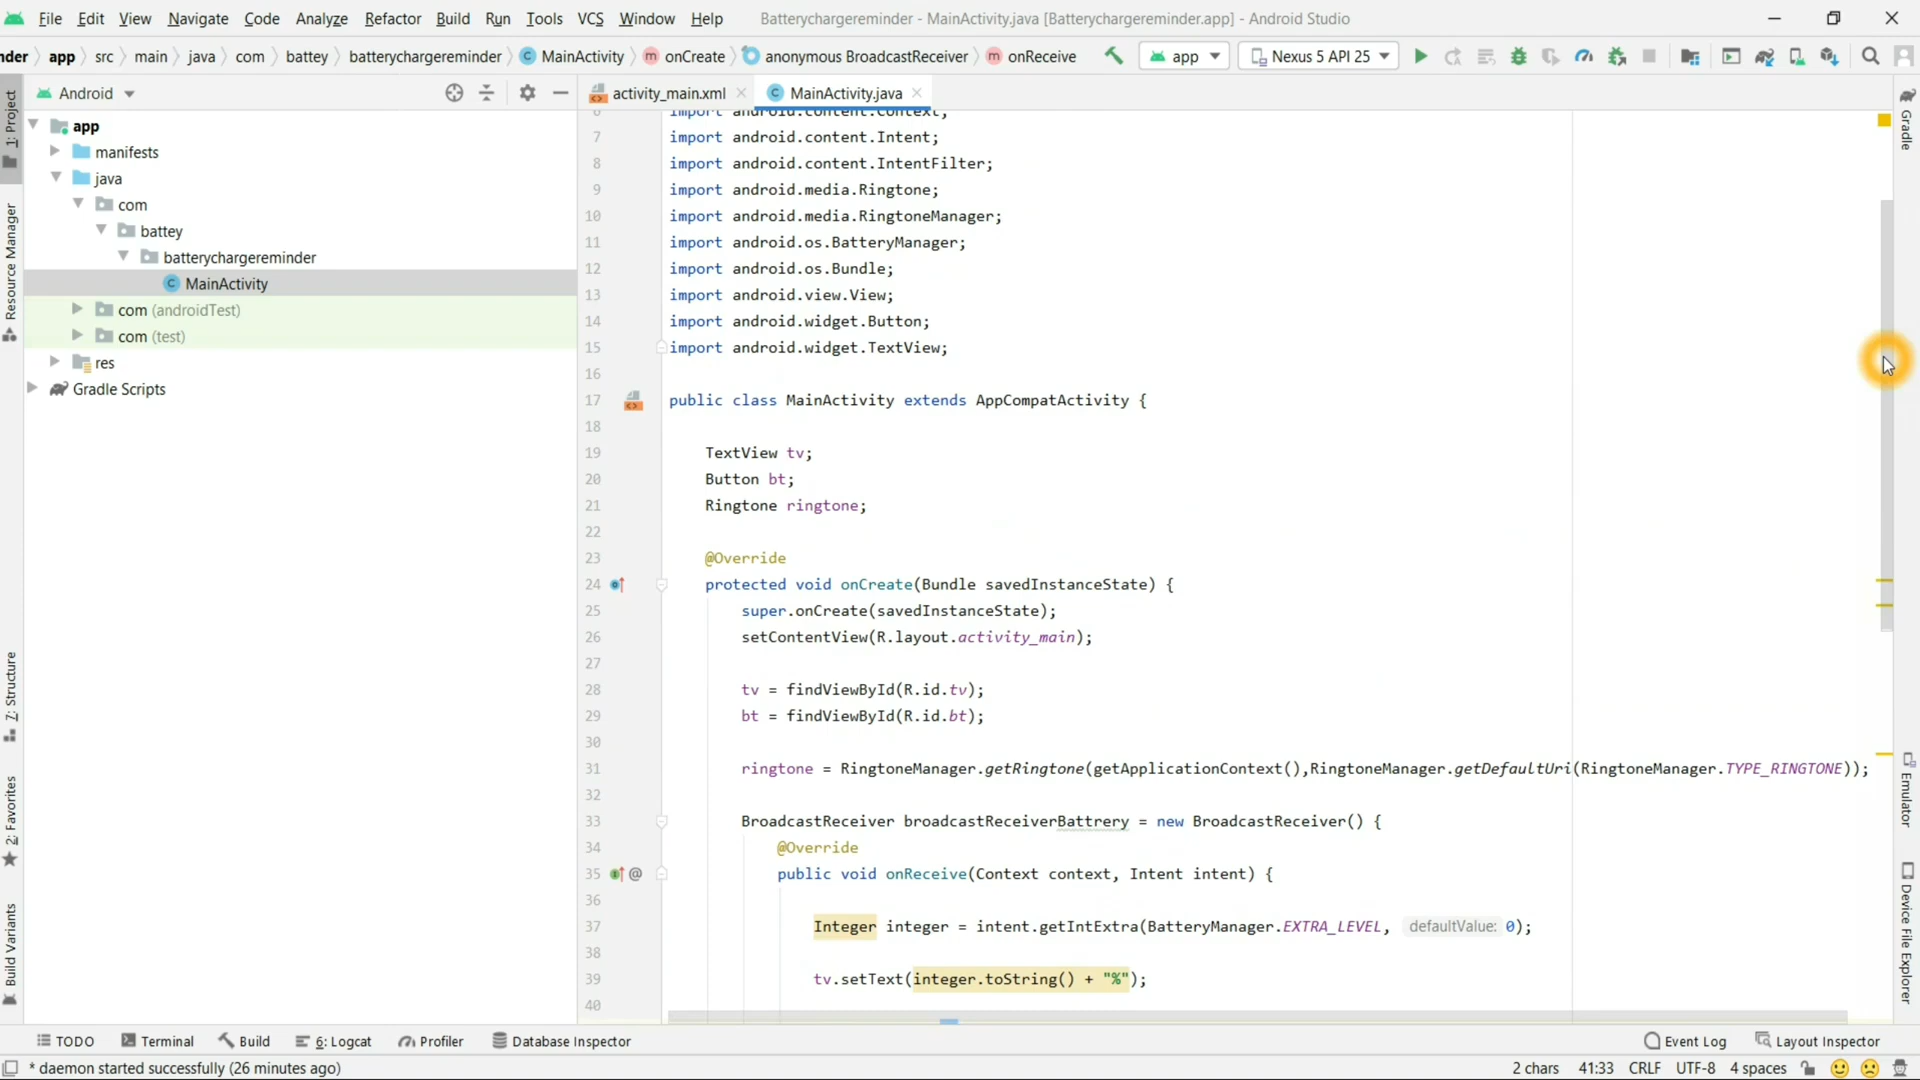 File Edit View Navigate Code Analyze Refactor Build Run Tools VCS Window Help Batterychargereminder - MainActivity.java [Batterychargereminder.app] - Android Studio
nder app src main java com battey batterychargereminder MainActivity onCreate anonymous BroadcastReceiver onReceive app Nexus 5 API 25
Android
activity_main.xml MainActivity.java
1: Project
Resource Manager
7: Structure
2: Favorites
Build Variants
app
manifests
java
com
battey
batterychargereminder
MainActivity
com (androidTest)
com (test)
res
Gradle Scripts
6 import android.content.Context;
7 import android.content.Intent;
8 import android.content.IntentFilter;
9 import android.media.Ringtone;
10 import android.media.RingtoneManager;
11 import android.os.BatteryManager;
12 import android.os.Bundle;
13 import android.view.View;
14 import android.widget.Button;
15 import android.widget.TextView;
16
17 public class MainActivity extends AppCompatActivity {
18
19 TextView tv;
20 Button bt;
21 Ringtone ringtone;
22
23 @Override
24 protected void onCreate(Bundle savedInstanceState) {
25 super.onCreate(savedInstanceState);
26 setContentView(R.layout.activity_main);
27
28 tv = findViewById(R.id.tv);
29 bt = findViewById(R.id.bt);
30
31 ringtone = RingtoneManager.getRingtone(getApplicationContext(),RingtoneManager.getDefaultUri(RingtoneManager.TYPE_RINGTONE));
32
33 BroadcastReceiver broadcastReceiverBattrery = new BroadcastReceiver() {
34 @Override
35 @ public void onReceive(Context context, Intent intent) {
36
37 Integer integer = intent.getIntExtra(BatteryManager.EXTRA_LEVEL, defaultValue: 0);
38
39 tv.setText(integer.toString() + "%");
40
Gradle
Emulator
Device File Explorer
TODO Terminal Build 6: Logcat Profiler Database Inspector Event Log Layout Inspector
* daemon started successfully (26 minutes ago) 2 chars 41:33 CRLF UTF-8 4 spaces